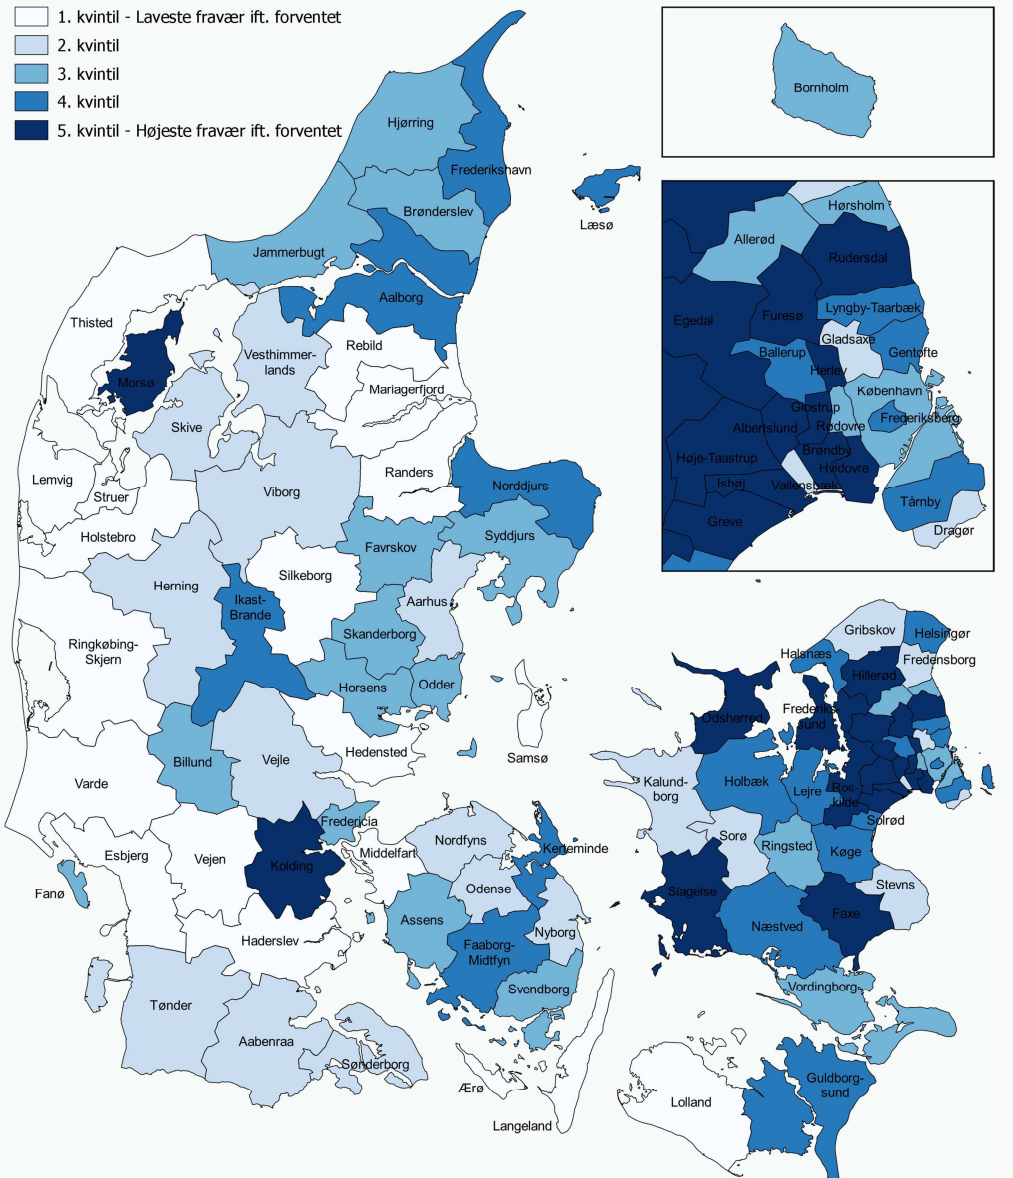 1. kvintil - Laveste fravær ift. forventet
2. kvintil
3. kvintil
4. kvintil
5. kvintil - Højeste fravær ift. forventet
Bornholm
Hjørring
Frederikshavn
Brønderslev
Læsø
Jammerbugt
Aalborg
Thisted
Rebild
Vesthimmer-
lands
Morsø
Mariagerfjord
Skive
Lemvig
Struer
Randers
Viborg
Norddjurs
Holstebro
Favrskov
Syddjurs
Silkeborg
Herning
Ikast-
Brande
Aarhus
Skanderborg
Ringkøbing-
Skjern
Horsens
Odder
Hedensted
Samsø
Billund
Vejle
Varde
Fredericia
Esbjerg
Vejen
Kolding
Middelfart
Nordfyns
Kerteminde
Fanø
Odense
Assens
Nyborg
Haderslev
Faaborg-
Midtfyn
Svendborg
Tønder
Aabenraa
Sønderborg
Ærø
Langeland
Hørsholm
Allerød
Rudersdal
Egedal
Furesø
Lyngby-Taarbæk
Gladsaxe
Ballerup
Gentofte
Herlev
København
Glostrup
Frederiksberg
Albertslund
Rødovre
Brøndby
Høje-Taastrup
Hvidovre
Ishøj
Vallensbæk
Tårnby
Greve
Dragør
Gribskov
Helsingør
Halsnæs
Fredensborg
Hillerød
Odsherred
Frederiks-
sund
Kalund-
borg
Holbæk
Lejre
Ros-
kilde
Solrød
Sorø
Ringsted
Køge
Slagelse
Stevns
Faxe
Næstved
Vordingborg
Guldborg-
sund
Lolland